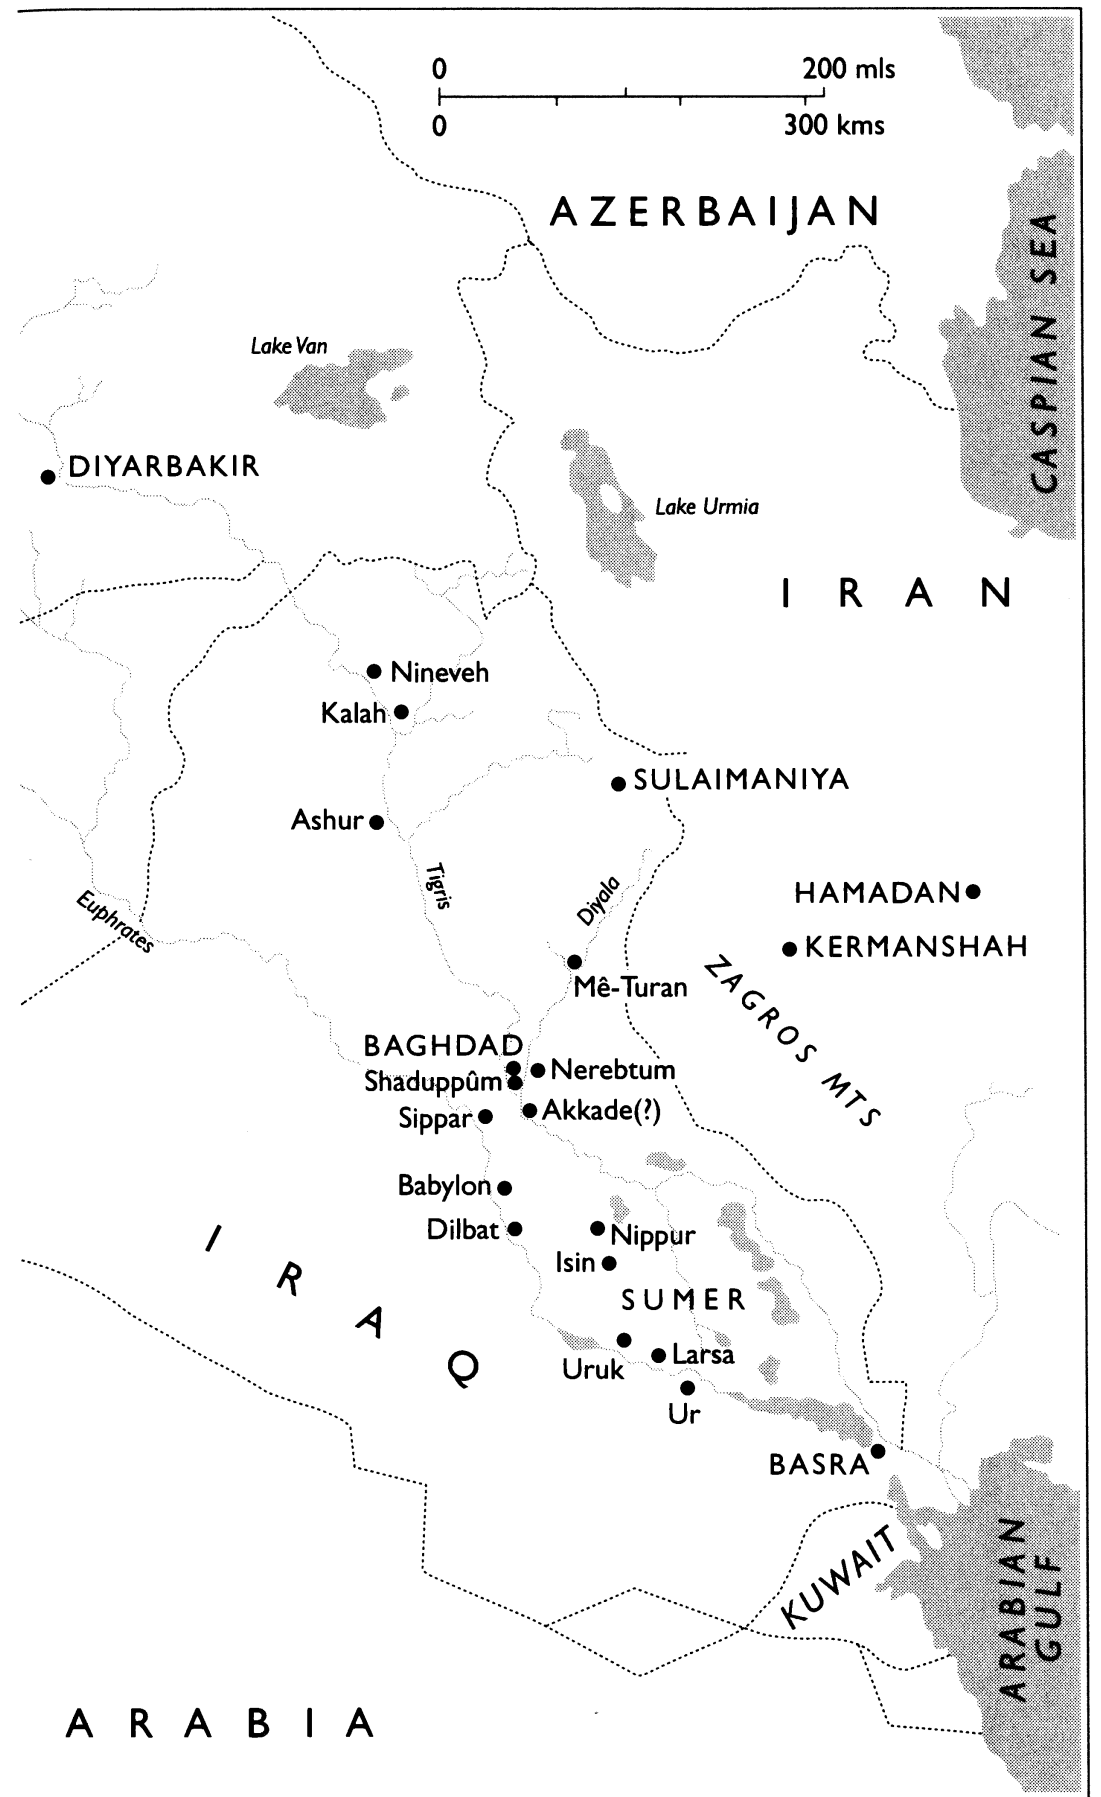 0 200 mls
0 300 kms
AZERBAIJAN
CASPIAN SEA
Lake Van
DIYARBAKIR
Lake Urmia
IRAN
Nineveh
Kalah
SULAIMANIYA
Ashur
Tigris
Diyala
HAMADAN
Euphrates
KERMANSHAH
Mê-Turan
ZAGROS MTS
BAGHDAD
Nerebtum
Shaduppûm
Akkade(?)
Sippar
Babylon
Dilbat
Nippur
Isin
IRAQ
SUMER
Uruk
Larsa
Ur
BASRA
KUWAIT
ARABIAN
GULF
ARABIA